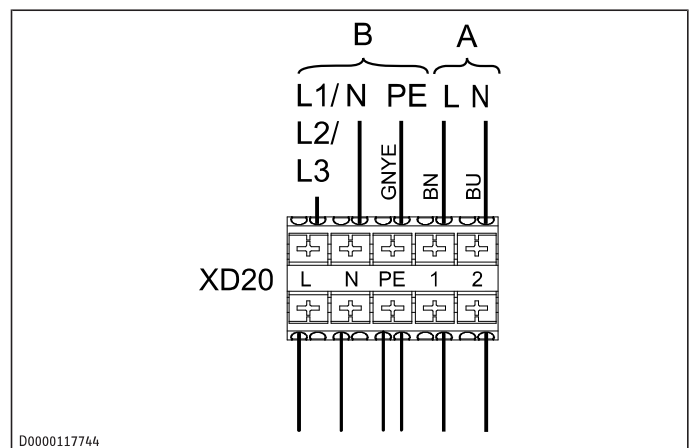 B A
L1/ N PE L N
L2/
L3
GNYE BN BU
XD20 L N PE 1 2
D0000117744